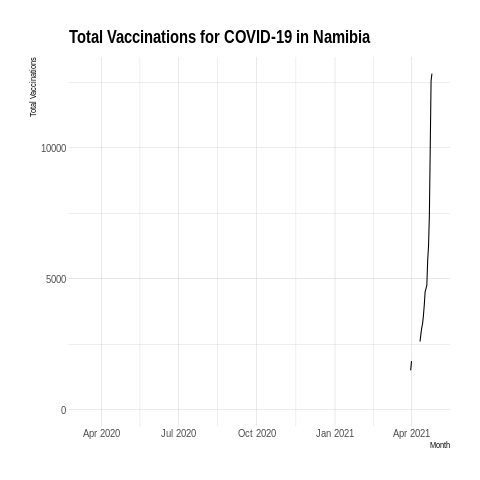 Total Vaccinations for COVID-19 in Namibia
Total Vaccinations
10000
5000
0
Apr 2020 Jul 2020 Oct 2020 Jan 2021 Apr 2021
Month